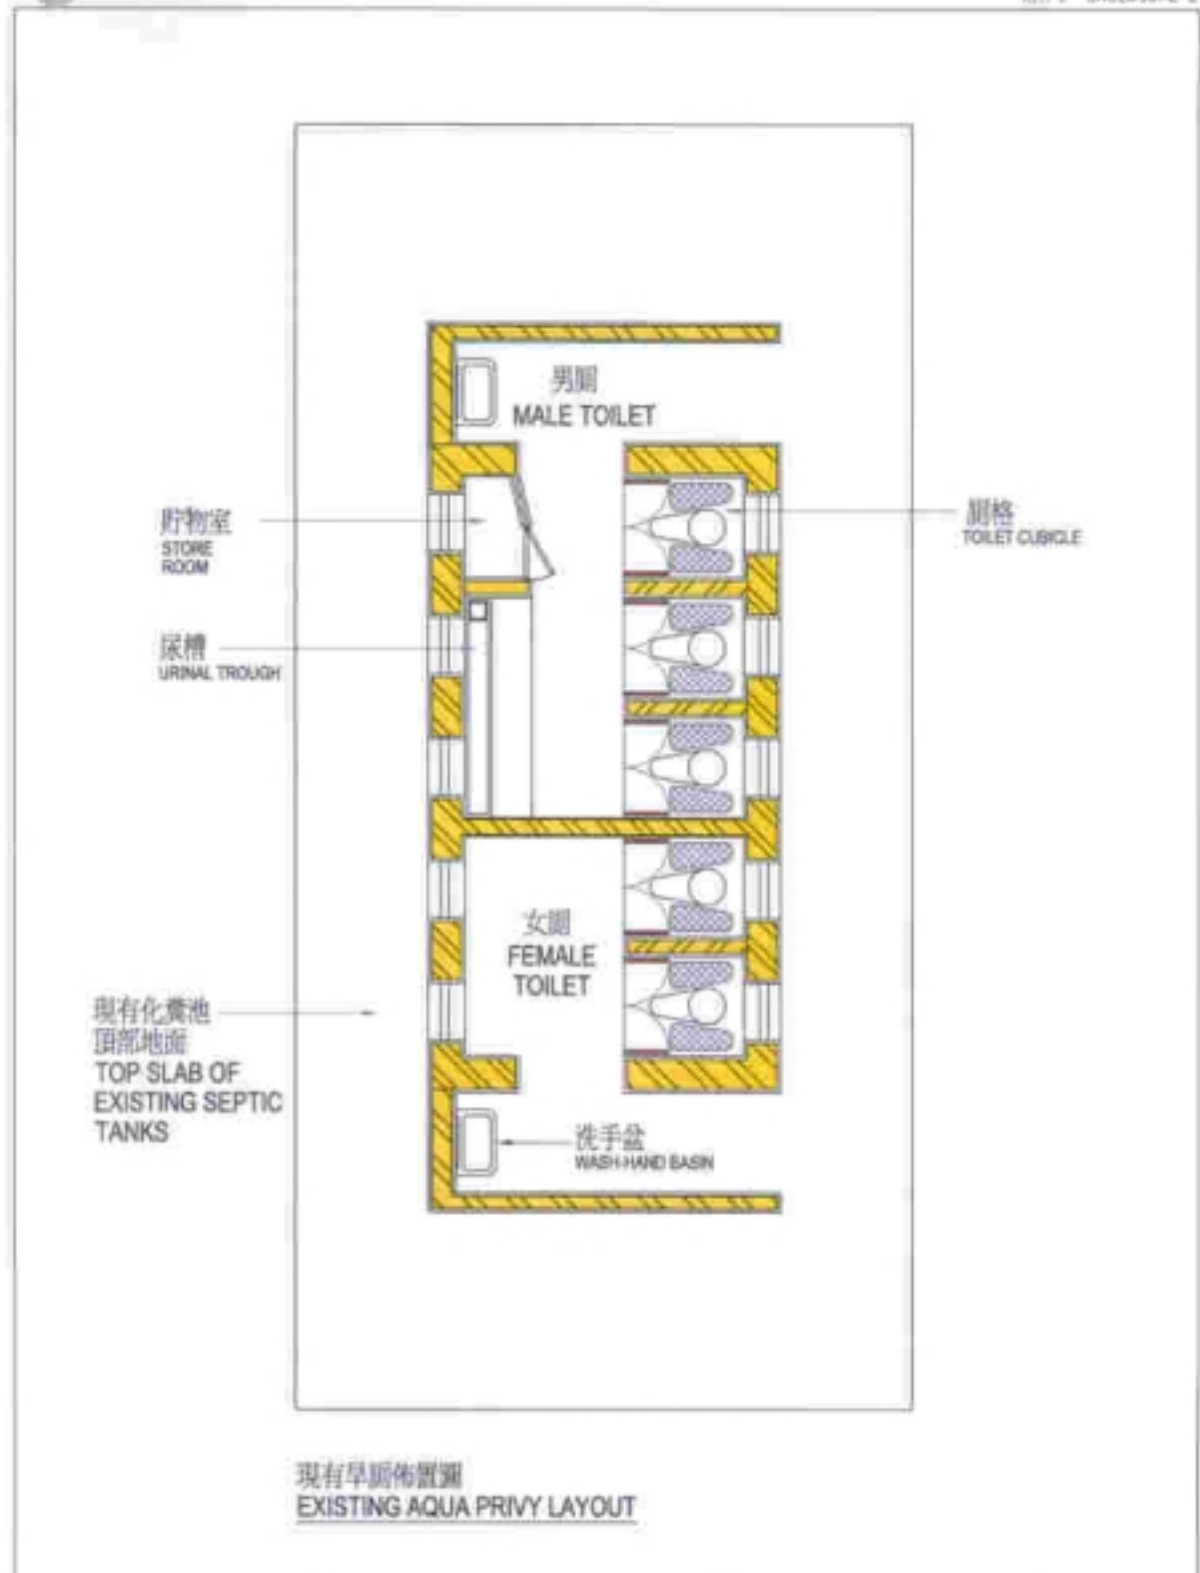 男厠
MALE TOILET
貯物室
STORE
ROOM
厠格
TOILET CUBICLE
尿槽
URINAL TROUGH
女厠
FEMALE
TOILET
現有化糞池
頂部地面
TOP SLAB OF
EXISTING SEPTIC
TANKS
洗手盆
WASH-HAND BASIN
現有旱厠佈置圖
EXISTING AQUA PRIVY LAYOUT